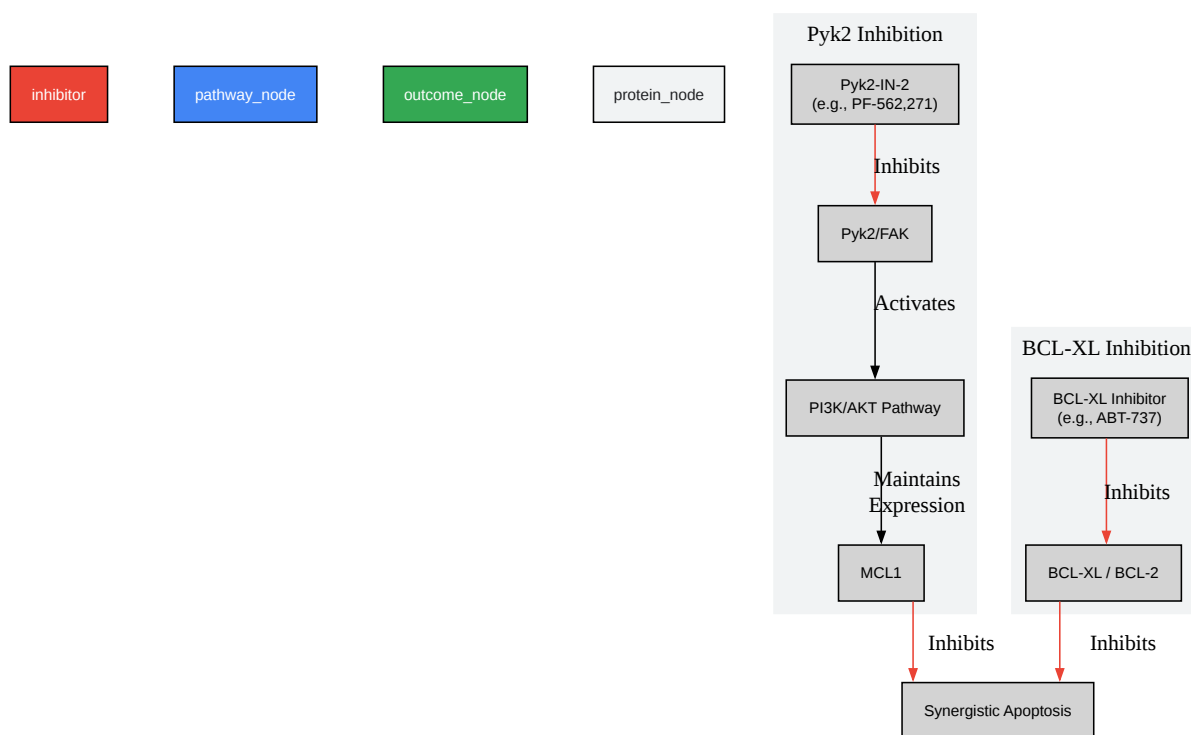 inhibitor
pathway_node
outcome_node
protein_node
Pyk2 Inhibition
Pyk2-IN-2
(e.g., PF-562,271)
Inhibits
Pyk2/FAK
Activates
PI3K/AKT Pathway
Maintains
Expression
MCL1
Inhibits
BCL-XL Inhibition
BCL-XL Inhibitor
(e.g., ABT-737)
Inhibits
BCL-XL / BCL-2
Inhibits
Synergistic Apoptosis